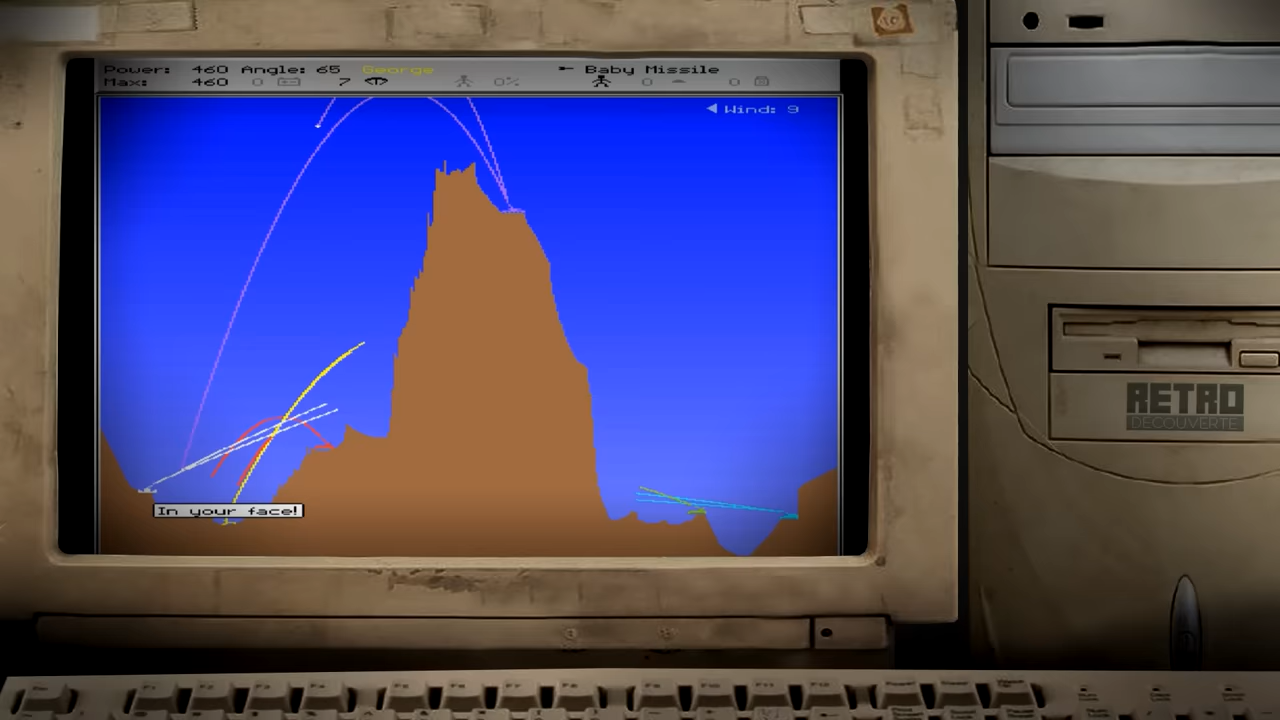 Power: 460 Angle: 65 George Baby Missile
Max: 460 0 7 0% 0 0
Wind: 9
In your face!
RETRO
DECOUVERTE